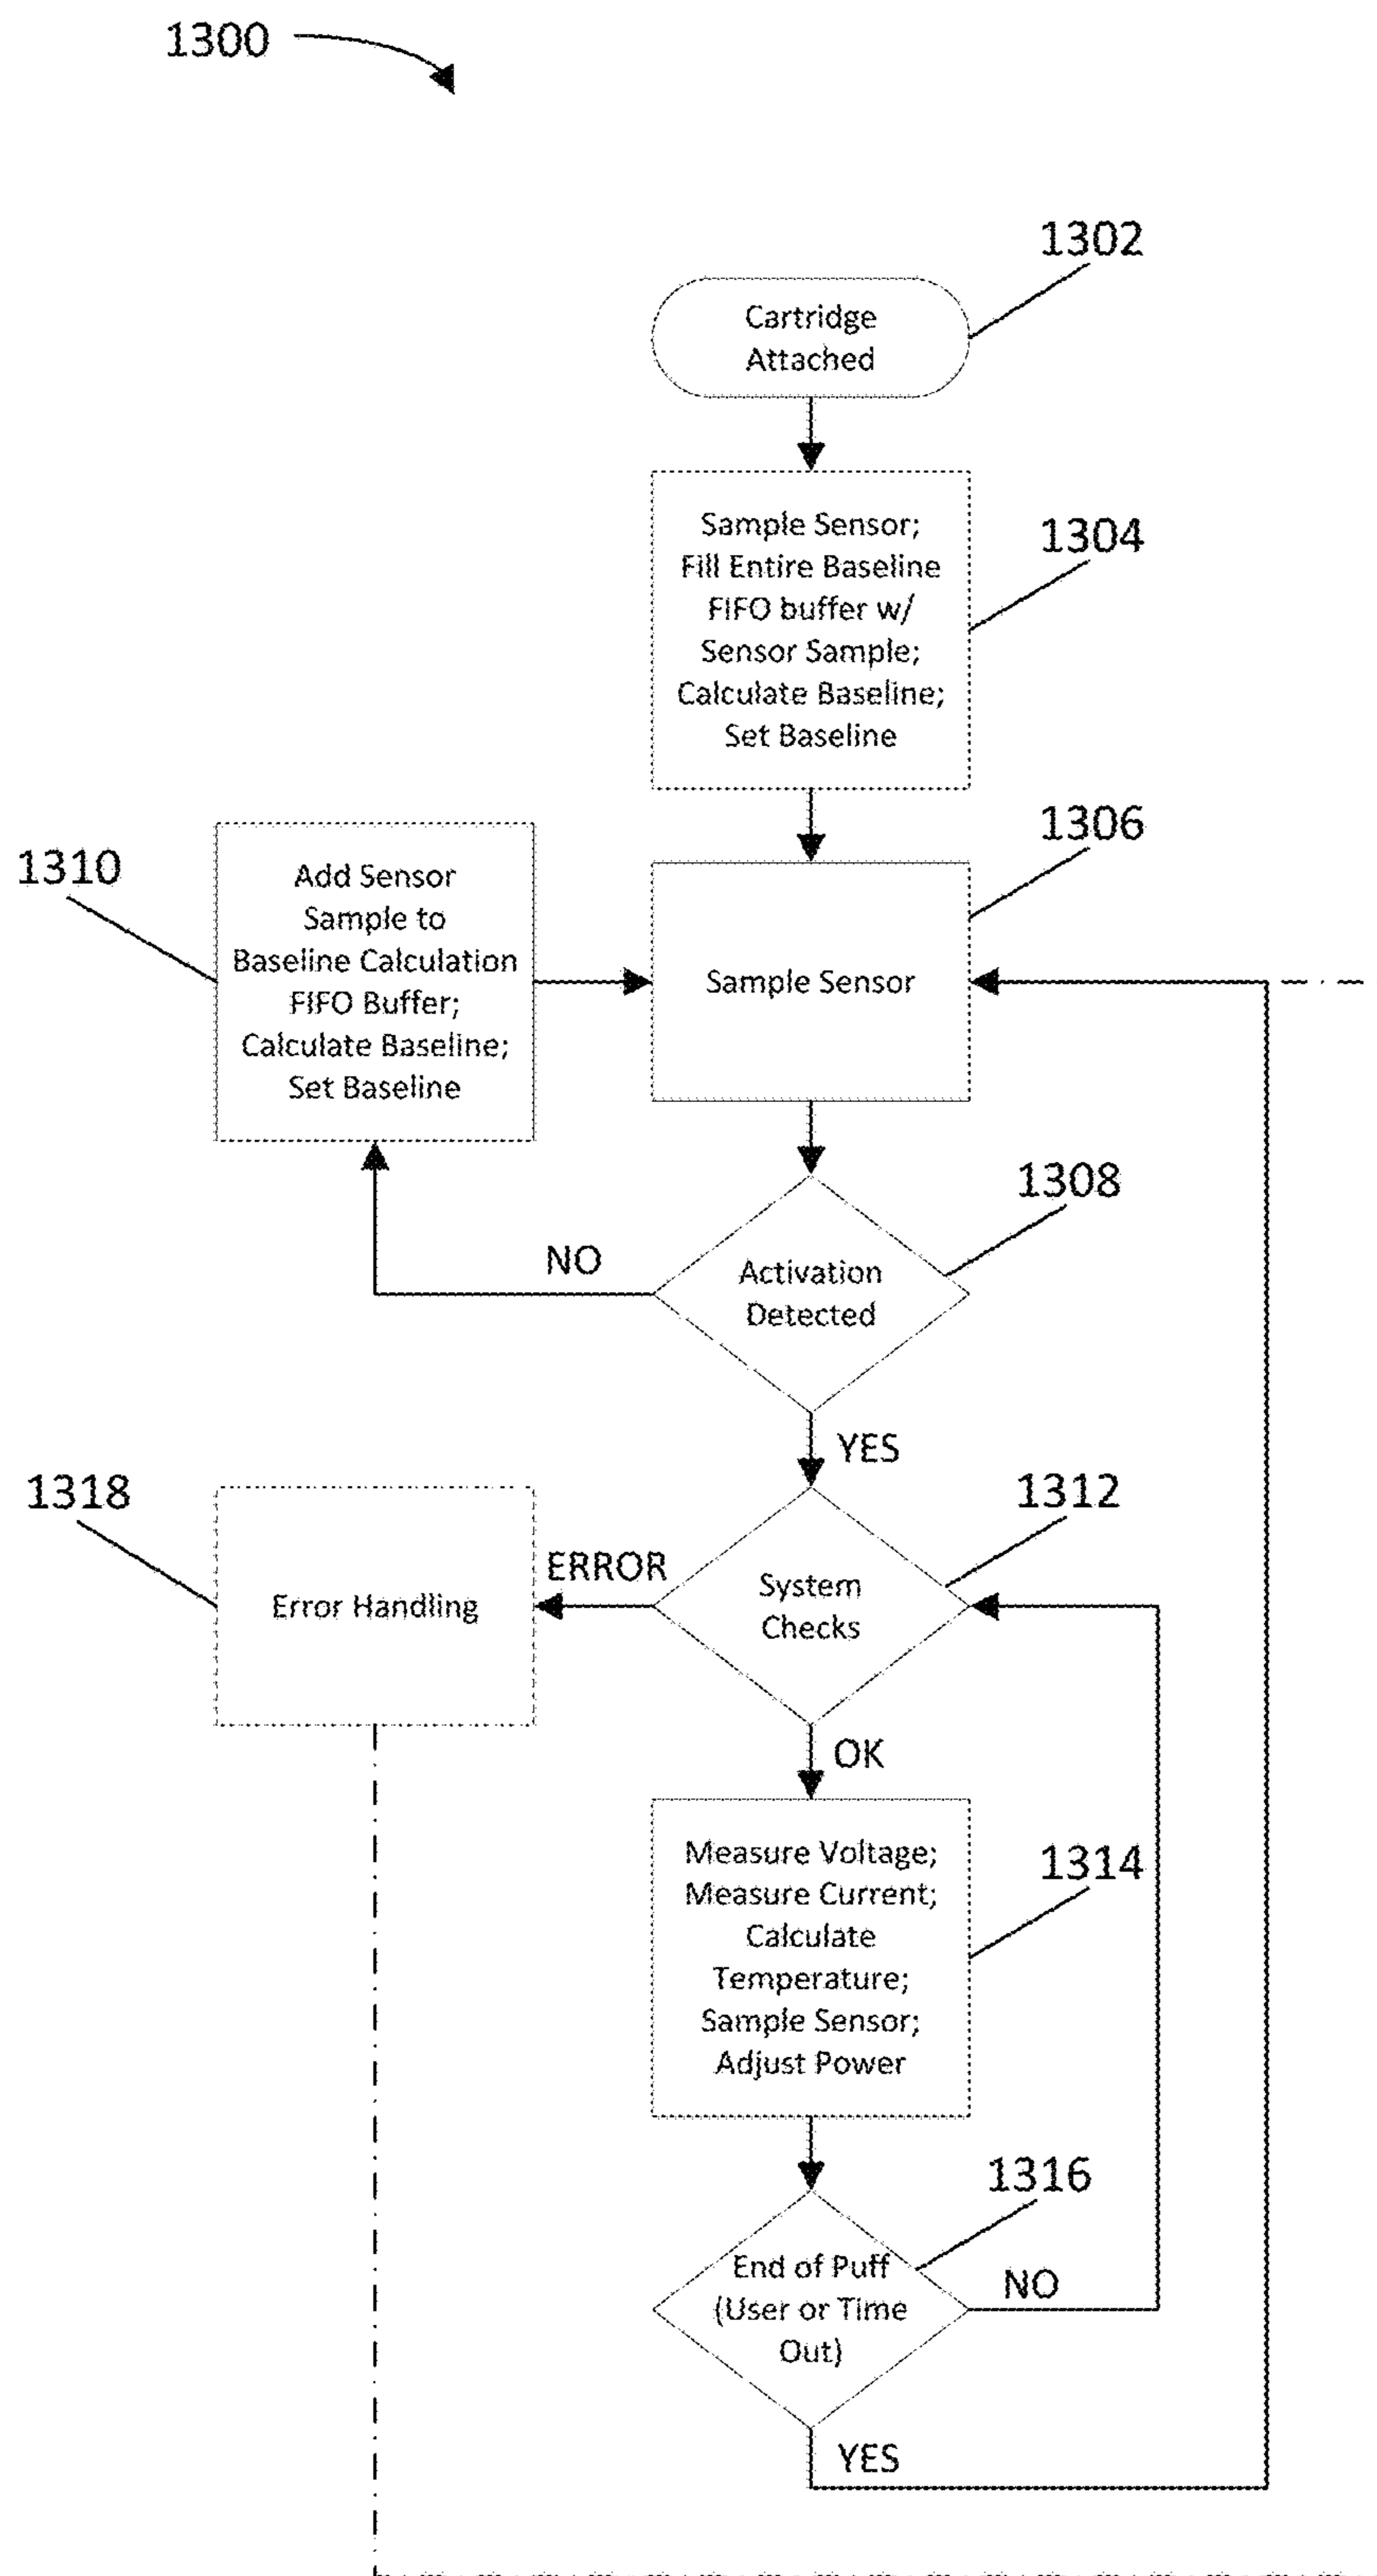 1300
1302
Cartridge
Attached
1304
Sample Sensor;
Fill Entire Baseline
FIFO buffer w/
Sensor Sample;
Calculate Baseline;
Set Baseline
1306
Sample Sensor
1310
Add Sensor
Sample to
Baseline Calculation
FIFO Buffer;
Calculate Baseline;
Set Baseline
1308
Activation
Detected
NO
YES
1312
System
Checks
ERROR
1318
Error Handling
OK
1314
Measure Voltage;
Measure Current;
Calculate
Temperature;
Sample Sensor;
Adjust Power
1316
End of Puff
(User or Time
Out)
NO
YES